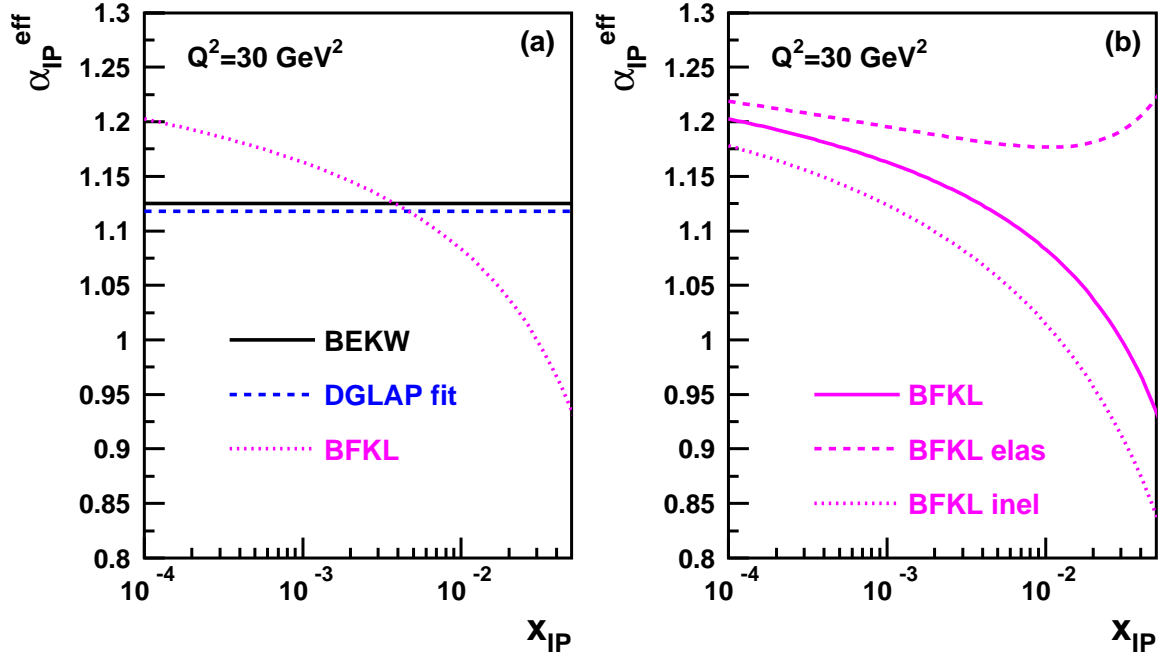 α_IP^eff
(a)
Q²=30 GeV²
1.3
1.25
1.2
1.15
1.1
1.05
1
0.95
0.9
0.85
0.8
BEKW
DGLAP fit
BFKL
10⁻⁴
10⁻³
10⁻²
x_IP
α_IP^eff
(b)
Q²=30 GeV²
1.3
1.25
1.2
1.15
1.1
1.05
1
0.95
0.9
0.85
0.8
BFKL
BFKL elas
BFKL inel
10⁻⁴
10⁻³
10⁻²
x_IP